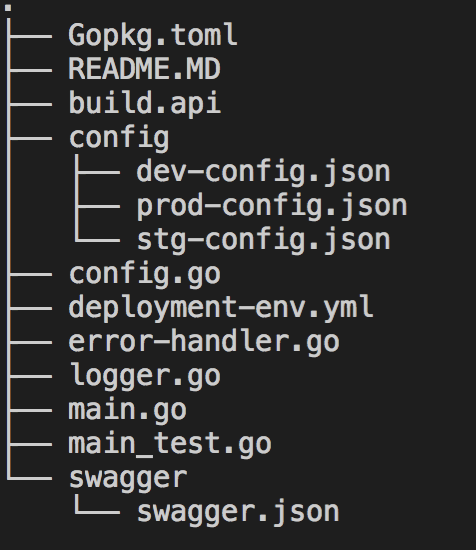 .
├── Gopkg.toml
├── README.MD
├── build.api
├── config
│   ├── dev-config.json
│   ├── prod-config.json
│   └── stg-config.json
├── config.go
├── deployment-env.yml
├── error-handler.go
├── logger.go
├── main.go
├── main_test.go
└── swagger
    └── swagger.json